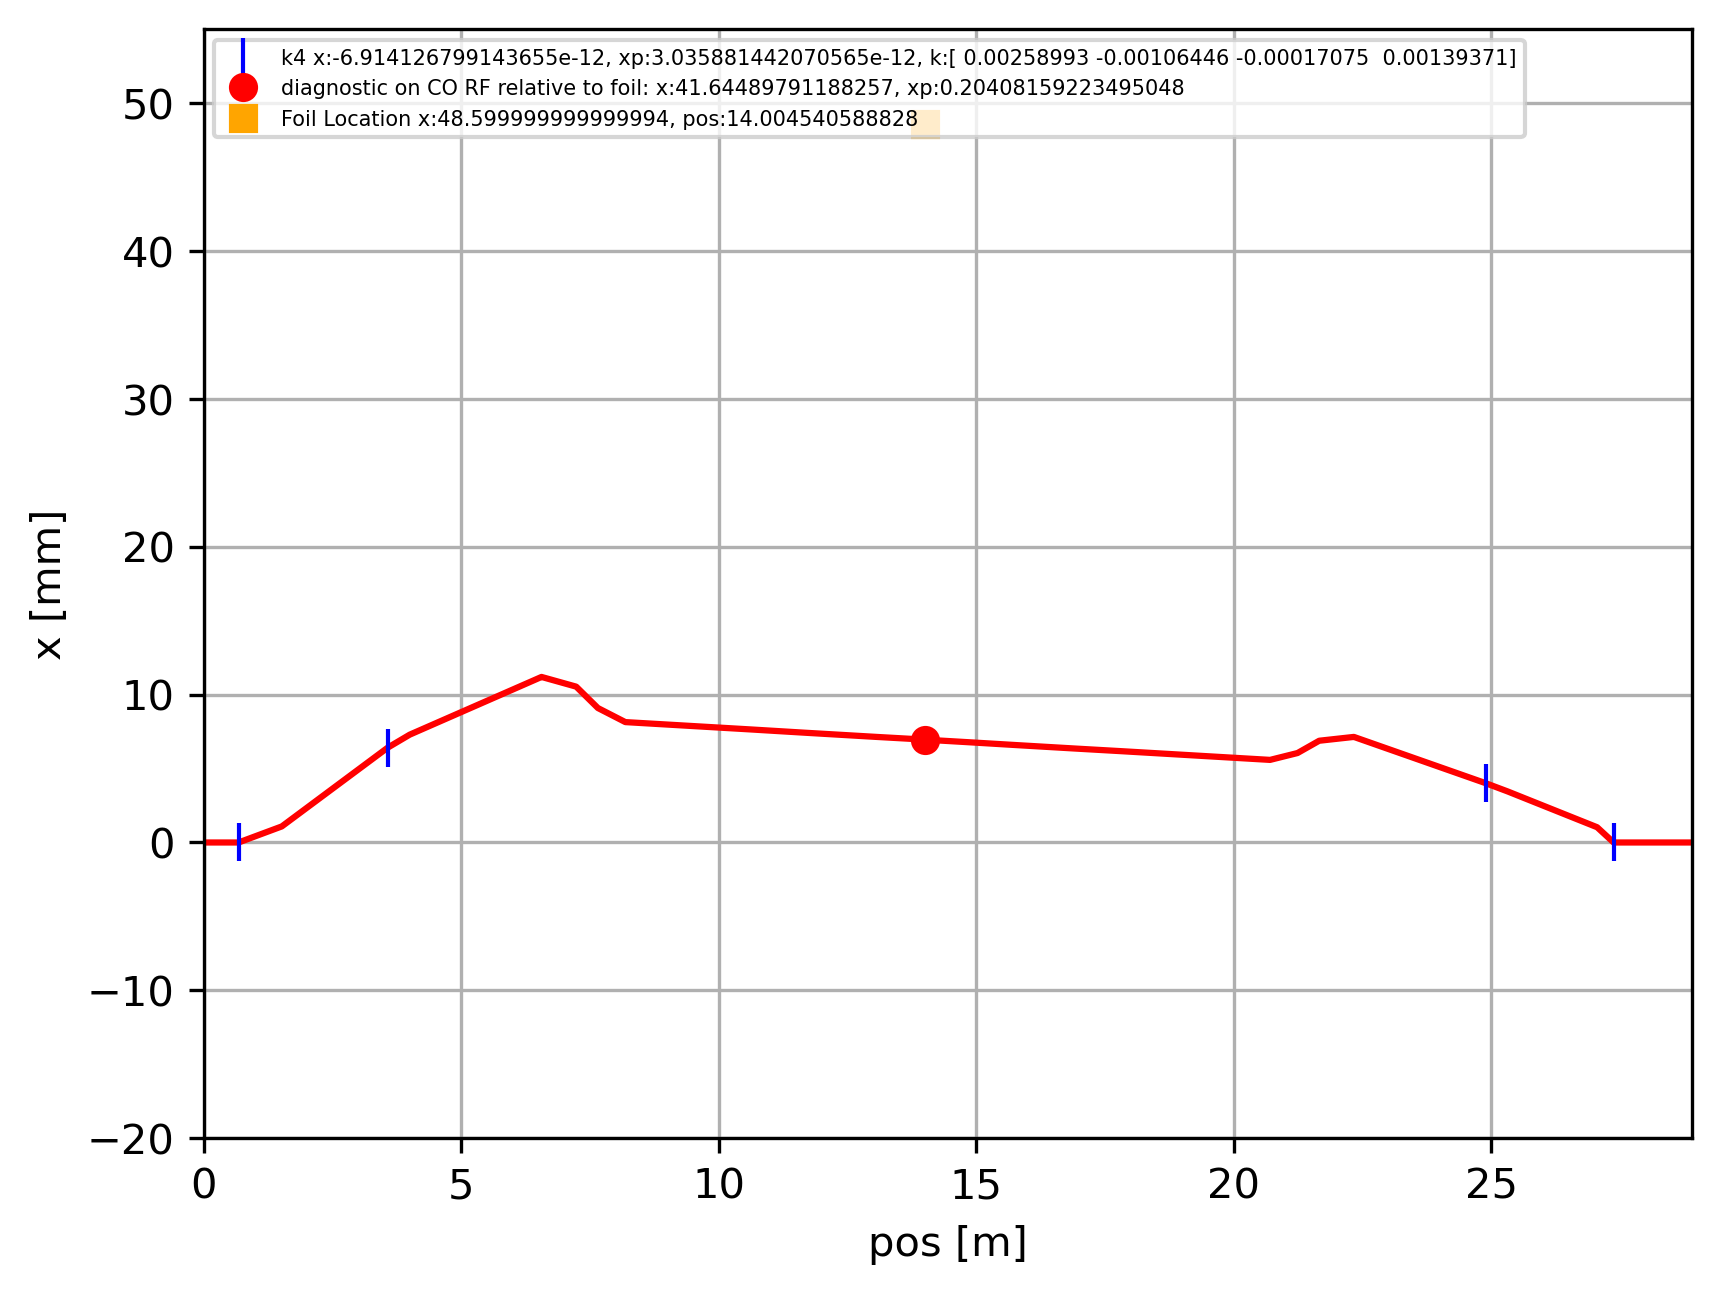 k4 x:-6.914126799143655e-12, xp:3.035881442070565e-12, k:[ 0.00258993 -0.00106446 -0.00017075  0.00139371]
diagnostic on CO RF relative to foil: x:41.64489791188257, xp:0.20408159223495048
Foil Location x:48.599999999999994, pos:14.004540588828
50
40
30
20
10
0
−10
−20
x [mm]
0 5 10 15 20 25
pos [m]